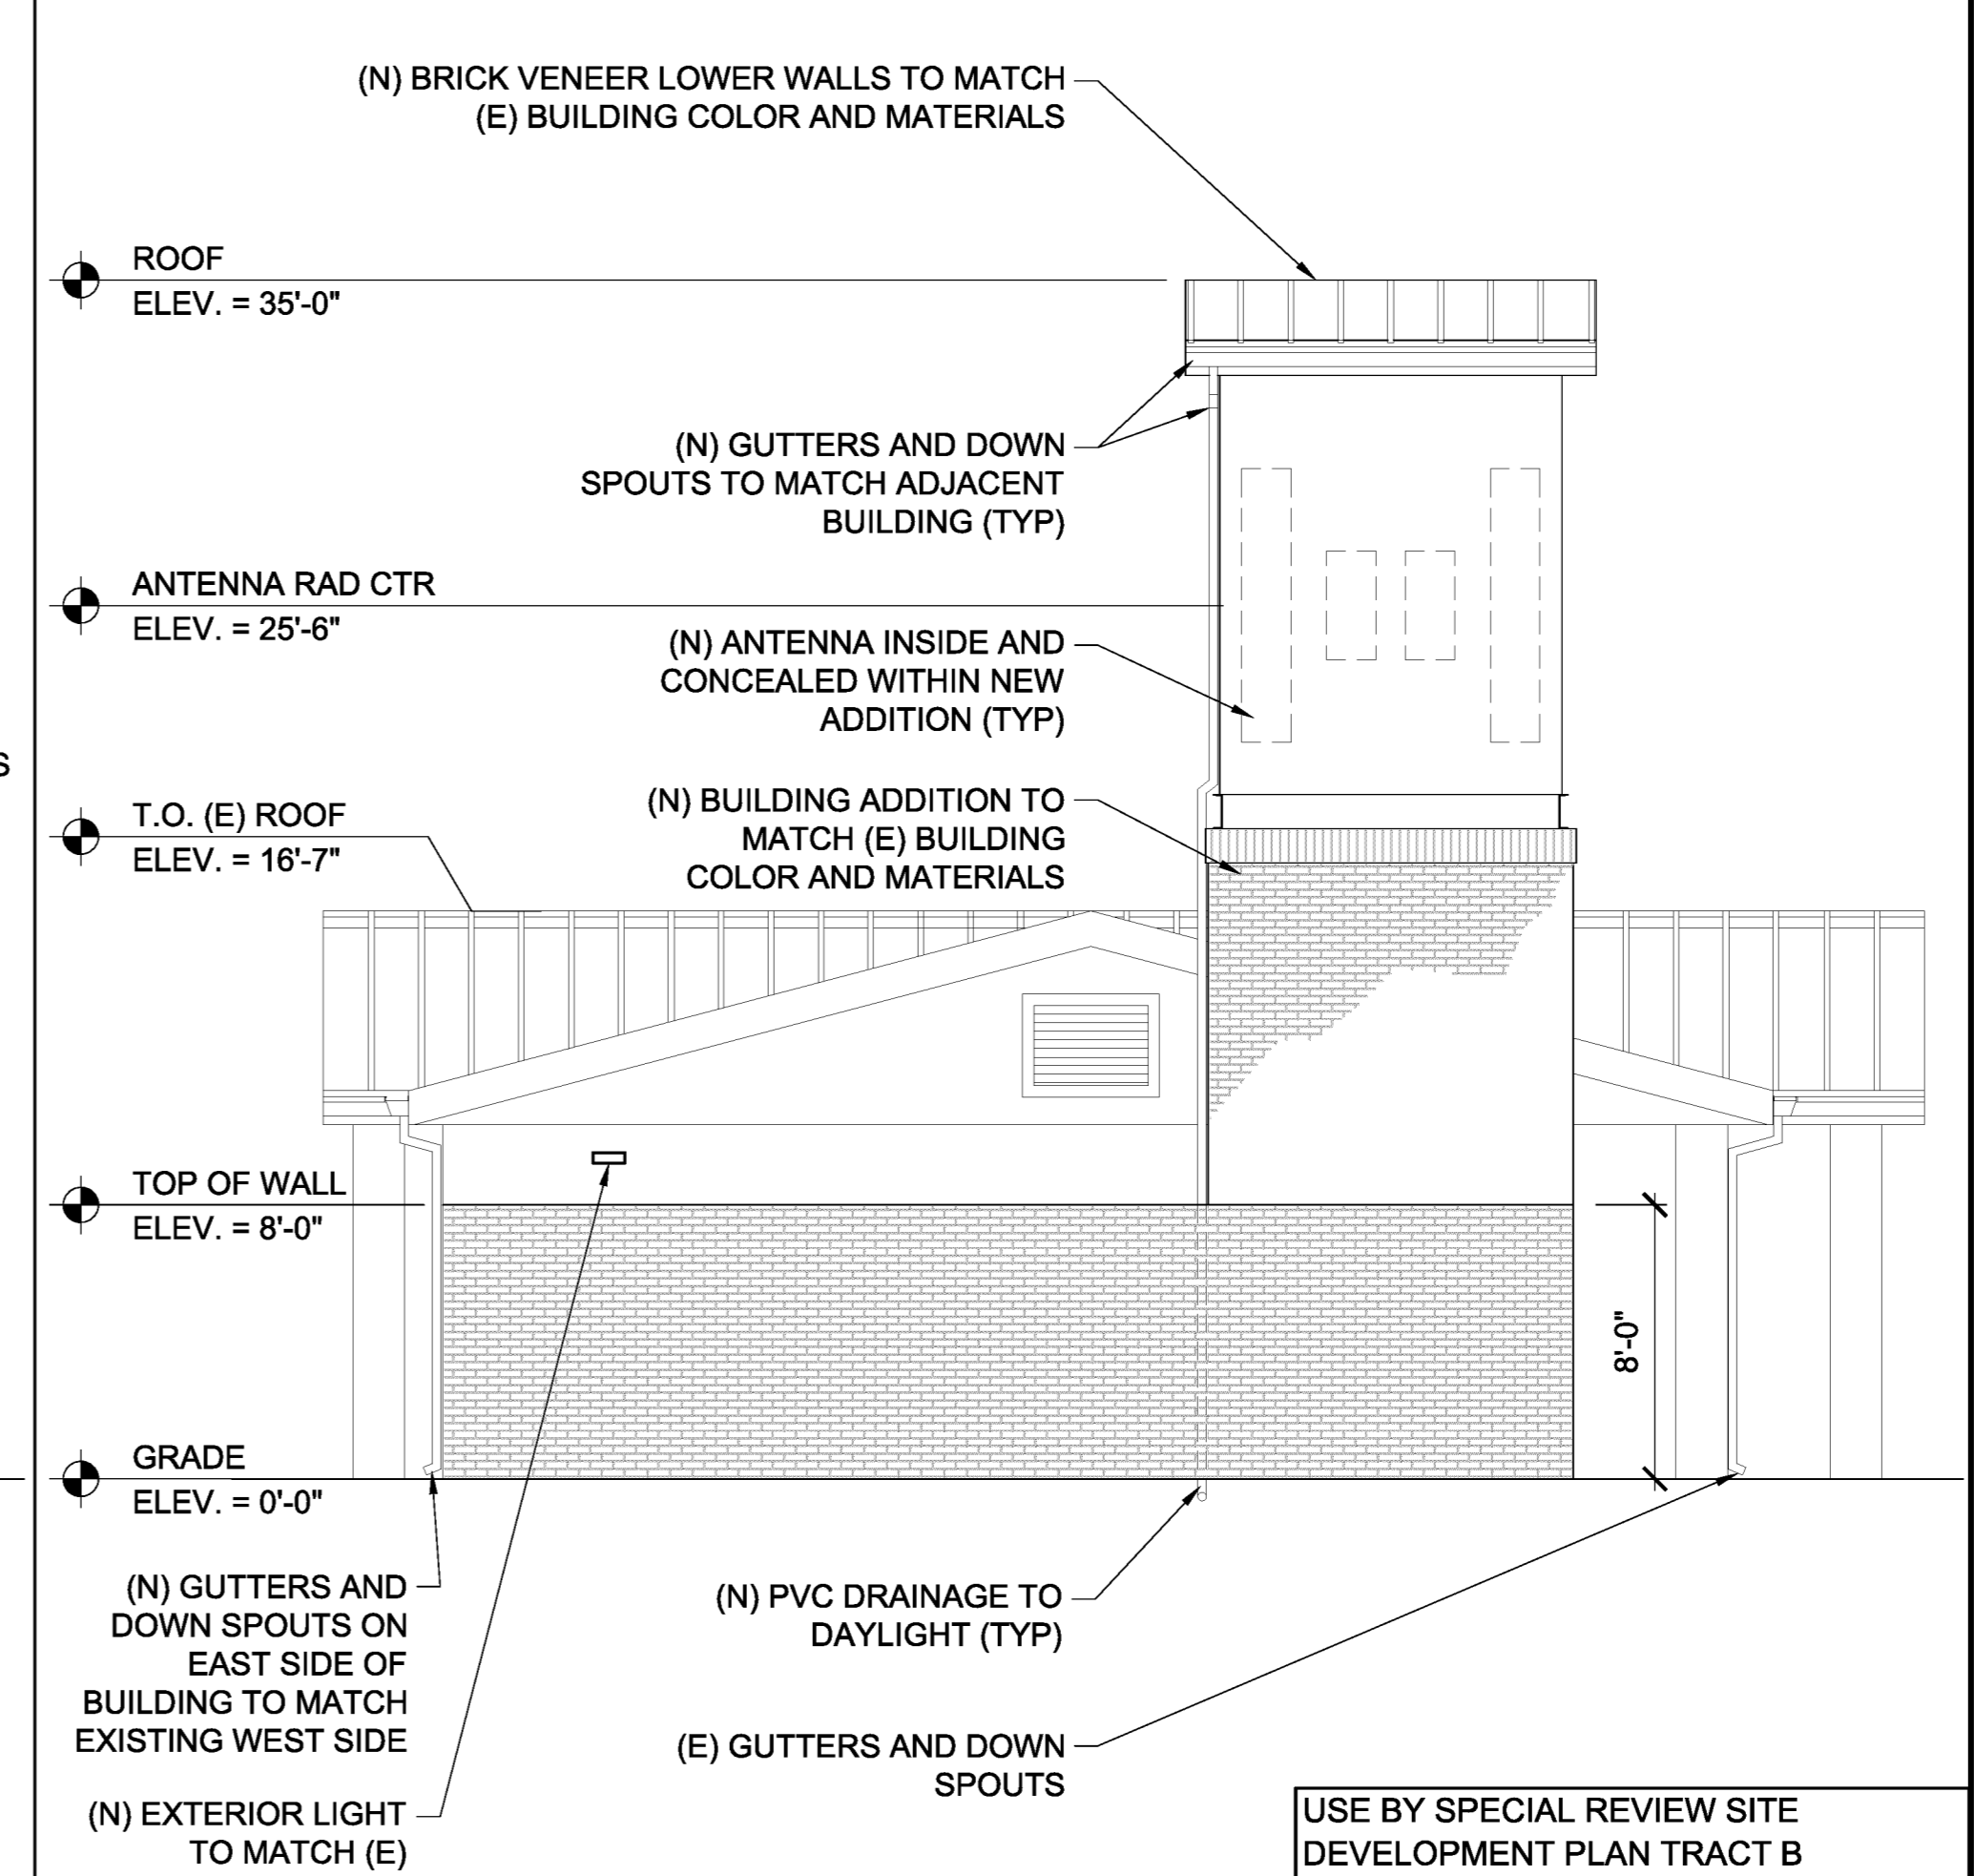 (N) BRICK VENEER LOWER WALLS TO MATCH
(E) BUILDING COLOR AND MATERIALS
ROOF
ELEV. = 35'-0"
(N) GUTTERS AND DOWN
SPOUTS TO MATCH ADJACENT
BUILDING (TYP)
ANTENNA RAD CTR
ELEV. = 25'-6"
(N) ANTENNA INSIDE AND
CONCEALED WITHIN NEW
ADDITION (TYP)
S
T.O. (E) ROOF
ELEV. = 16'-7"
(N) BUILDING ADDITION TO
MATCH (E) BUILDING
COLOR AND MATERIALS
TOP OF WALL
ELEV. = 8'-0"
8'-0"
GRADE
ELEV. = 0'-0"
(N) GUTTERS AND
DOWN SPOUTS ON
EAST SIDE OF
BUILDING TO MATCH
EXISTING WEST SIDE
(N) PVC DRAINAGE TO
DAYLIGHT (TYP)
(E) GUTTERS AND DOWN
SPOUTS
(N) EXTERIOR LIGHT
TO MATCH (E)
USE BY SPECIAL REVIEW SITE
DEVELOPMENT PLAN TRACT B